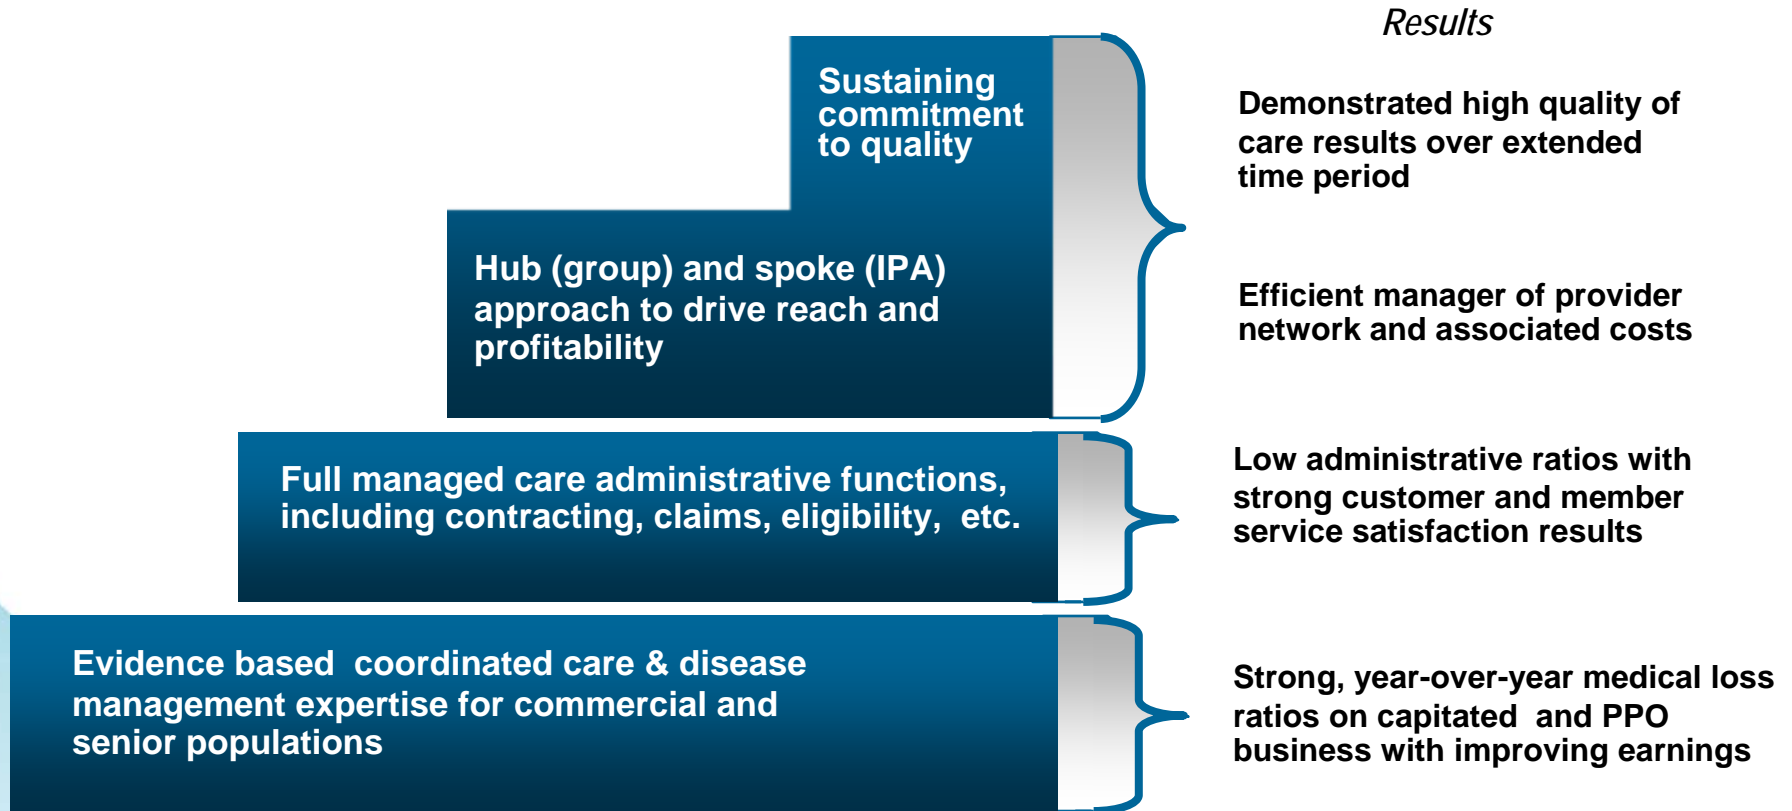 Results
Sustaining
commitment
to quality
Demonstrated high quality of
care results over extended
time period
Hub (group) and spoke (IPA)
approach to drive reach and
profitability
Efficient manager of provider
network and associated costs
Full managed care administrative functions,
including contracting, claims, eligibility, etc.
Low administrative ratios with
strong customer and member
service satisfaction results
Evidence based coordinated care & disease
management expertise for commercial and
senior populations
Strong, year-over-year medical loss
ratios on capitated and PPO
business with improving earnings